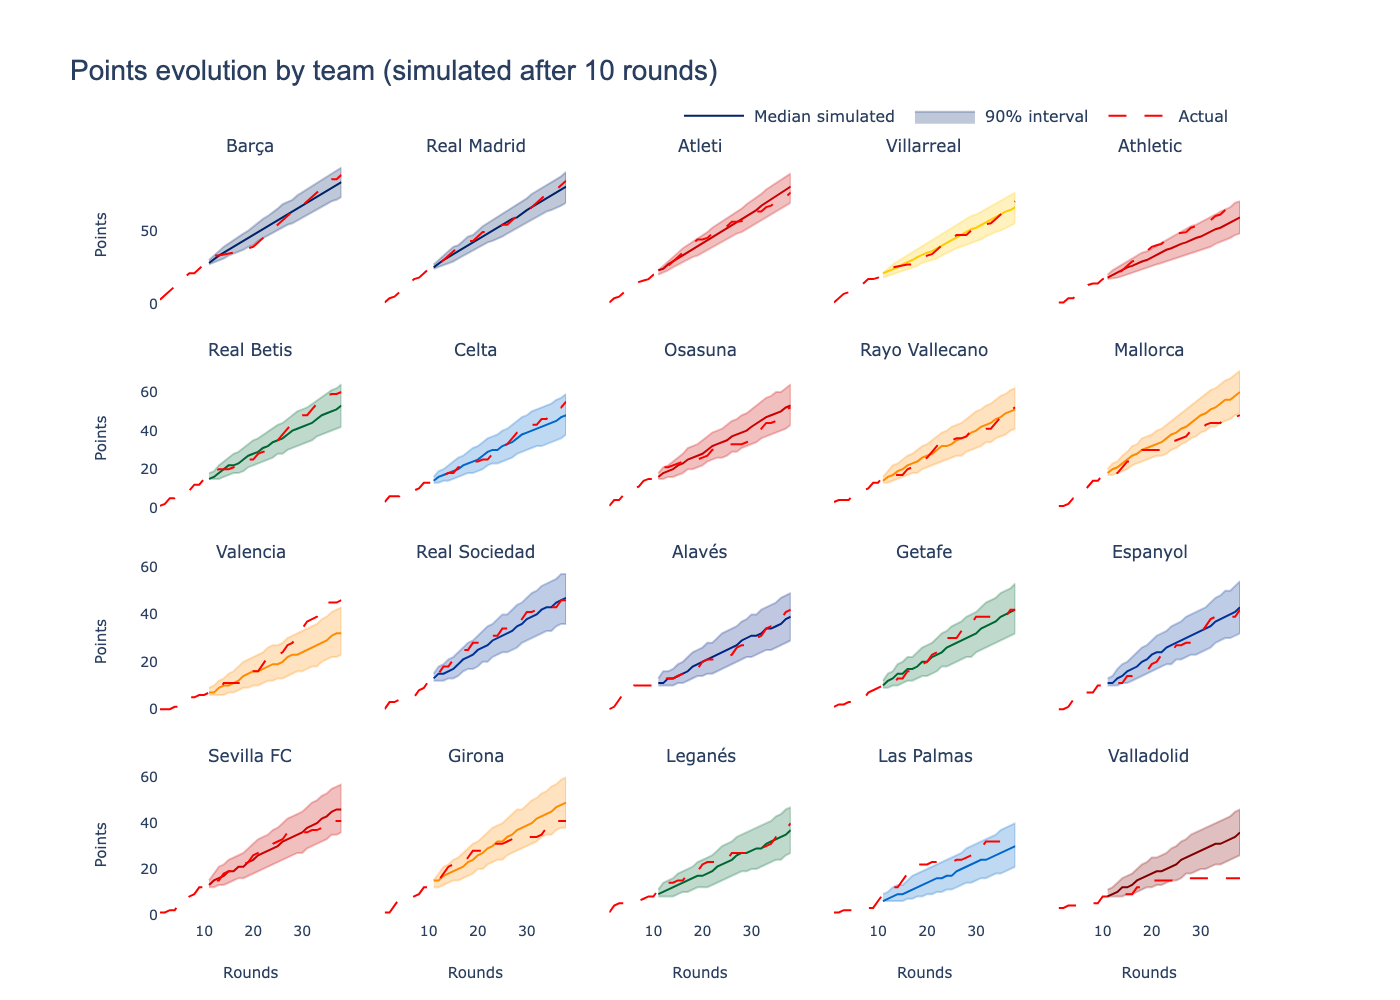 Points evolution by team (simulated after 10 rounds)
Median simulated 90% interval Actual
Barça Real Madrid Atleti Villarreal Athletic
Points
50
0
Real Betis Celta Osasuna Rayo Vallecano Mallorca
Points
60
40
20
0
Valencia Real Sociedad Alavés Getafe Espanyol
Points
60
40
20
0
Sevilla FC Girona Leganés Las Palmas Valladolid
Points
60
40
20
0
10 20 30 10 20 30 10 20 30 10 20 30 10 20 30
Rounds Rounds Rounds Rounds Rounds